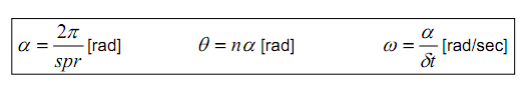 α = 2π/spr [rad] θ = nα [rad] ω = α/δt [rad/sec]